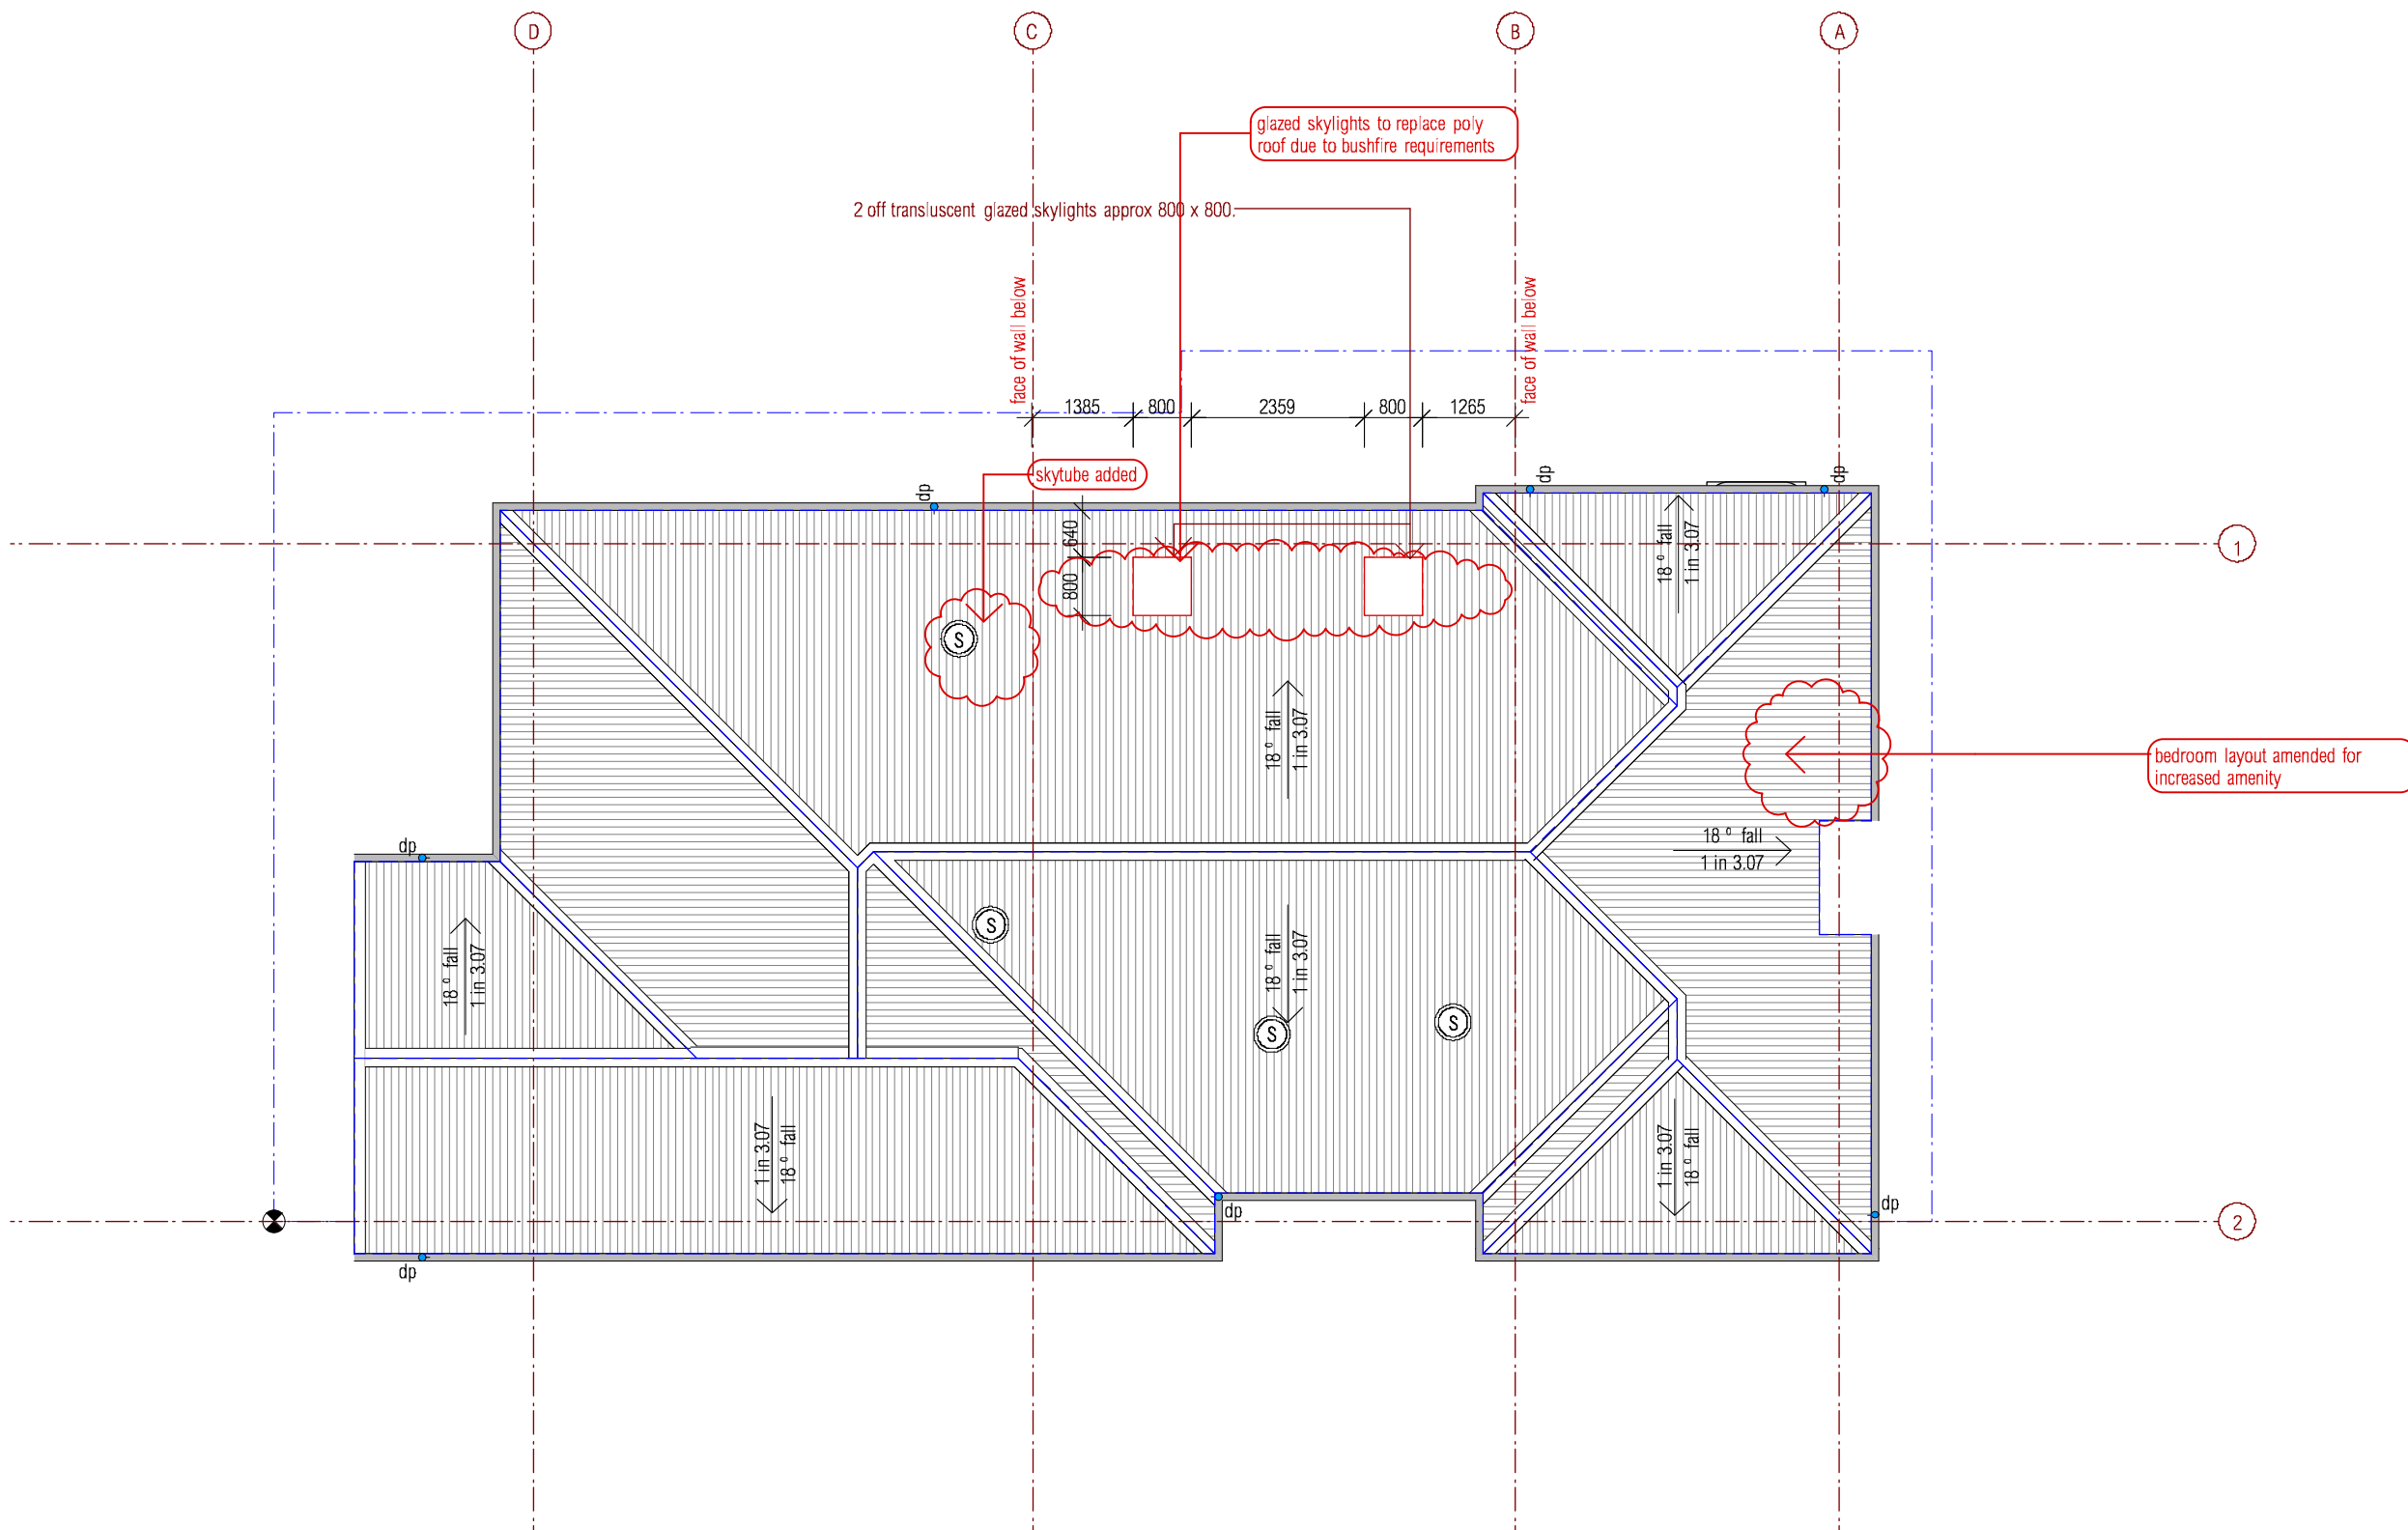 D
C
B
A
glazed skylights to replace poly
roof due to bushfire requirements
2 off transluscent glazed skylights approx 800 x 800.
face of wall below
face of wall below
1385
800
2359
800
1265
skytube added
dp
dp
dp
640
800
1
S
18° fall
1 in 3.07
18° fall
1 in 3.07
bedroom layout amended for
increased amenity
18° fall
1 in 3.07
dp
18° fall
1 in 3.07
S
18° fall
1 in 3.07
S
S
1 in 3.07
18° fall
1 in 3.07
18° fall
dp
dp
2
dp